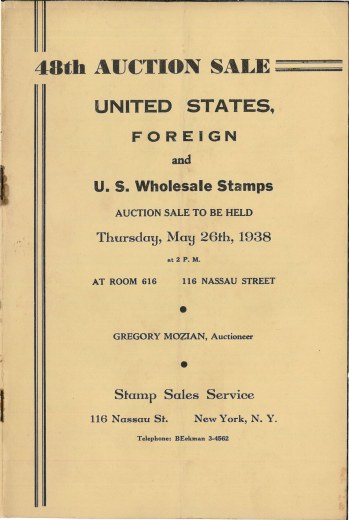 48th AUCTION SALE
UNITED STATES,
FOREIGN
and
U. S. Wholesale Stamps
AUCTION SALE TO BE HELD
Thursday, May 26th, 1938
at 2 P. M.
AT ROOM 616 116 NASSAU STREET
GREGORY MOZIAN, Auctioneer
Stamp Sales Service
116 Nassau St. New York, N. Y.
Telephone: BEekman 3-4562